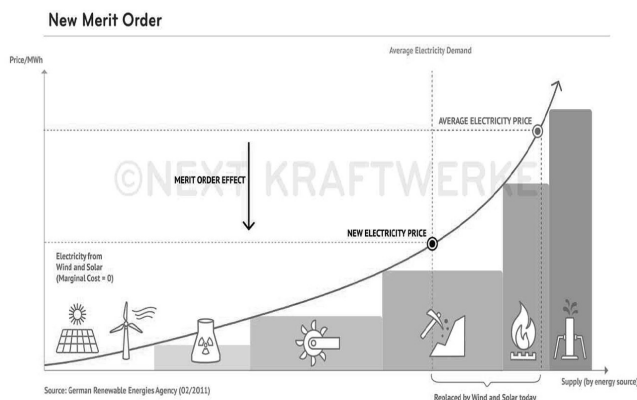 New Merit Order
Average Electricity Demand
Price/MWh
AVERAGE ELECTRICITY PRICE
©NEXT KRAFTWERKE
MERIT ORDER EFFECT
NEW ELECTRICITY PRICE
Electricity from
Wind and Solar
(Marginal Cost = 0)
Supply (by energy source)
Source: German Renewable Energies Agency (02/2011)
Replaced by Wind and Solar today